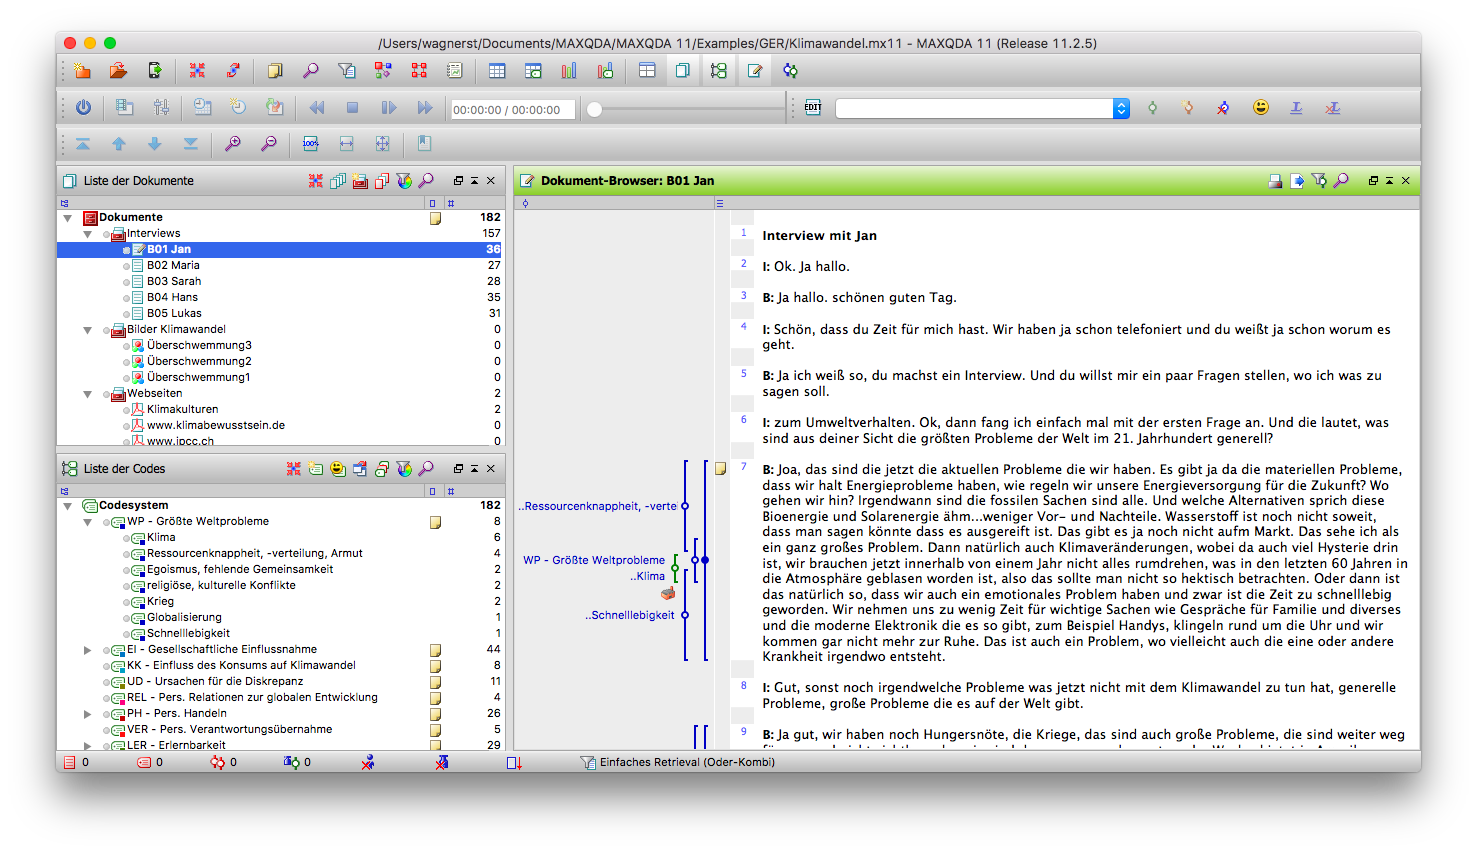 /Users/wagnerst/Documents/MAXQDA/MAXQDA 11/Examples/GER/Klimawandel.mx11 - MAXQDA 11 (Release 11.2.5)
00:00:00 / 00:00:00
EDIT
100%
Liste der Dokumente
Dokumente 182
Interviews 157
B01 Jan 36
B02 Maria 27
B03 Sarah 28
B04 Hans 35
B05 Lukas 31
Bilder Klimawandel 0
Überschwemmung3 0
Überschwemmung2 0
Überschwemmung1 0
Webseiten 2
Klimakulturen 2
www.klimabewusstsein.de 0
www.ipcc.ch 0
Liste der Codes
Codesystem 182
WP - Größte Weltprobleme 8
Klima 6
Ressourcenknappheit, -verteilung, Armut 4
Egoismus, fehlende Gemeinsamkeit 2
religiöse, kulturelle Konflikte 2
Krieg 2
Globalisierung 1
Schnelllebigkeit 1
EI - Gesellschaftliche Einflussnahme 44
KK - Einfluss des Konsums auf Klimawandel 8
UD - Ursachen für die Diskrepanz 11
REL - Pers. Relationen zur globalen Entwicklung 4
PH - Pers. Handeln 26
VER - Pers. Verantwortungsübernahme 5
LER - Erlernbarkeit 29
Dokument-Browser: B01 Jan
..Ressourcenknappheit, -vertei
WP - Größte Weltprobleme
..Klima
..Schnelllebigkeit
1 Interview mit Jan
2 I: Ok. Ja hallo.
3 B: Ja hallo. schönen guten Tag.
4 I: Schön, dass du Zeit für mich hast. Wir haben ja schon telefoniert und du weißt ja schon worum es
geht.
5 B: Ja ich weiß so, du machst ein Interview. Und du willst mir ein paar Fragen stellen, wo ich was zu
sagen soll.
6 I: zum Umweltverhalten. Ok, dann fang ich einfach mal mit der ersten Frage an. Und die lautet, was
sind aus deiner Sicht die größten Probleme der Welt im 21. Jahrhundert generell?
7 B: Joa, das sind die jetzt die aktuellen Probleme die wir haben. Es gibt ja da die materiellen Probleme,
dass wir halt Energieprobleme haben, wie regeln wir unsere Energieversorgung für die Zukunft? Wo
gehen wir hin? Irgendwann sind die fossilen Sachen sind alle. Und welche Alternativen sprich diese
Bioenergie und Solarenergie ähm...weniger Vor- und Nachteile. Wasserstoff ist noch nicht soweit,
dass man sagen könnte dass es ausgereift ist. Das gibt es ja noch nicht aufm Markt. Das sehe ich als
ein ganz großes Problem. Dann natürlich auch Klimaveränderungen, wobei da auch viel Hysterie drin
ist, wir brauchen jetzt innerhalb von einem Jahr nicht alles rumdrehen, was in den letzten 60 Jahren in
die Atmosphäre geblasen worden ist, also das sollte man nicht so hektisch betrachten. Oder dann ist
das natürlich so, dass wir auch ein emotionales Problem haben und zwar ist die Zeit zu schnelllebig
geworden. Wir nehmen uns zu wenig Zeit für wichtige Sachen wie Gespräche für Familie und diverses
und die moderne Elektronik die es so gibt, zum Beispiel Handys, klingeln rund um die Uhr und wir
kommen gar nicht mehr zur Ruhe. Das ist auch ein Problem, wo vielleicht auch die eine oder andere
Krankheit irgendwo entsteht.
8 I: Gut, sonst noch irgendwelche Probleme was jetzt nicht mit dem Klimawandel zu tun hat, generelle
Probleme, große Probleme die es auf der Welt gibt.
9 B: Ja gut, wir haben noch Hungersnöte, die Kriege, das sind auch große Probleme, die sind weiter weg
0 0 0 0 Einfaches Retrieval (Oder-Kombi)